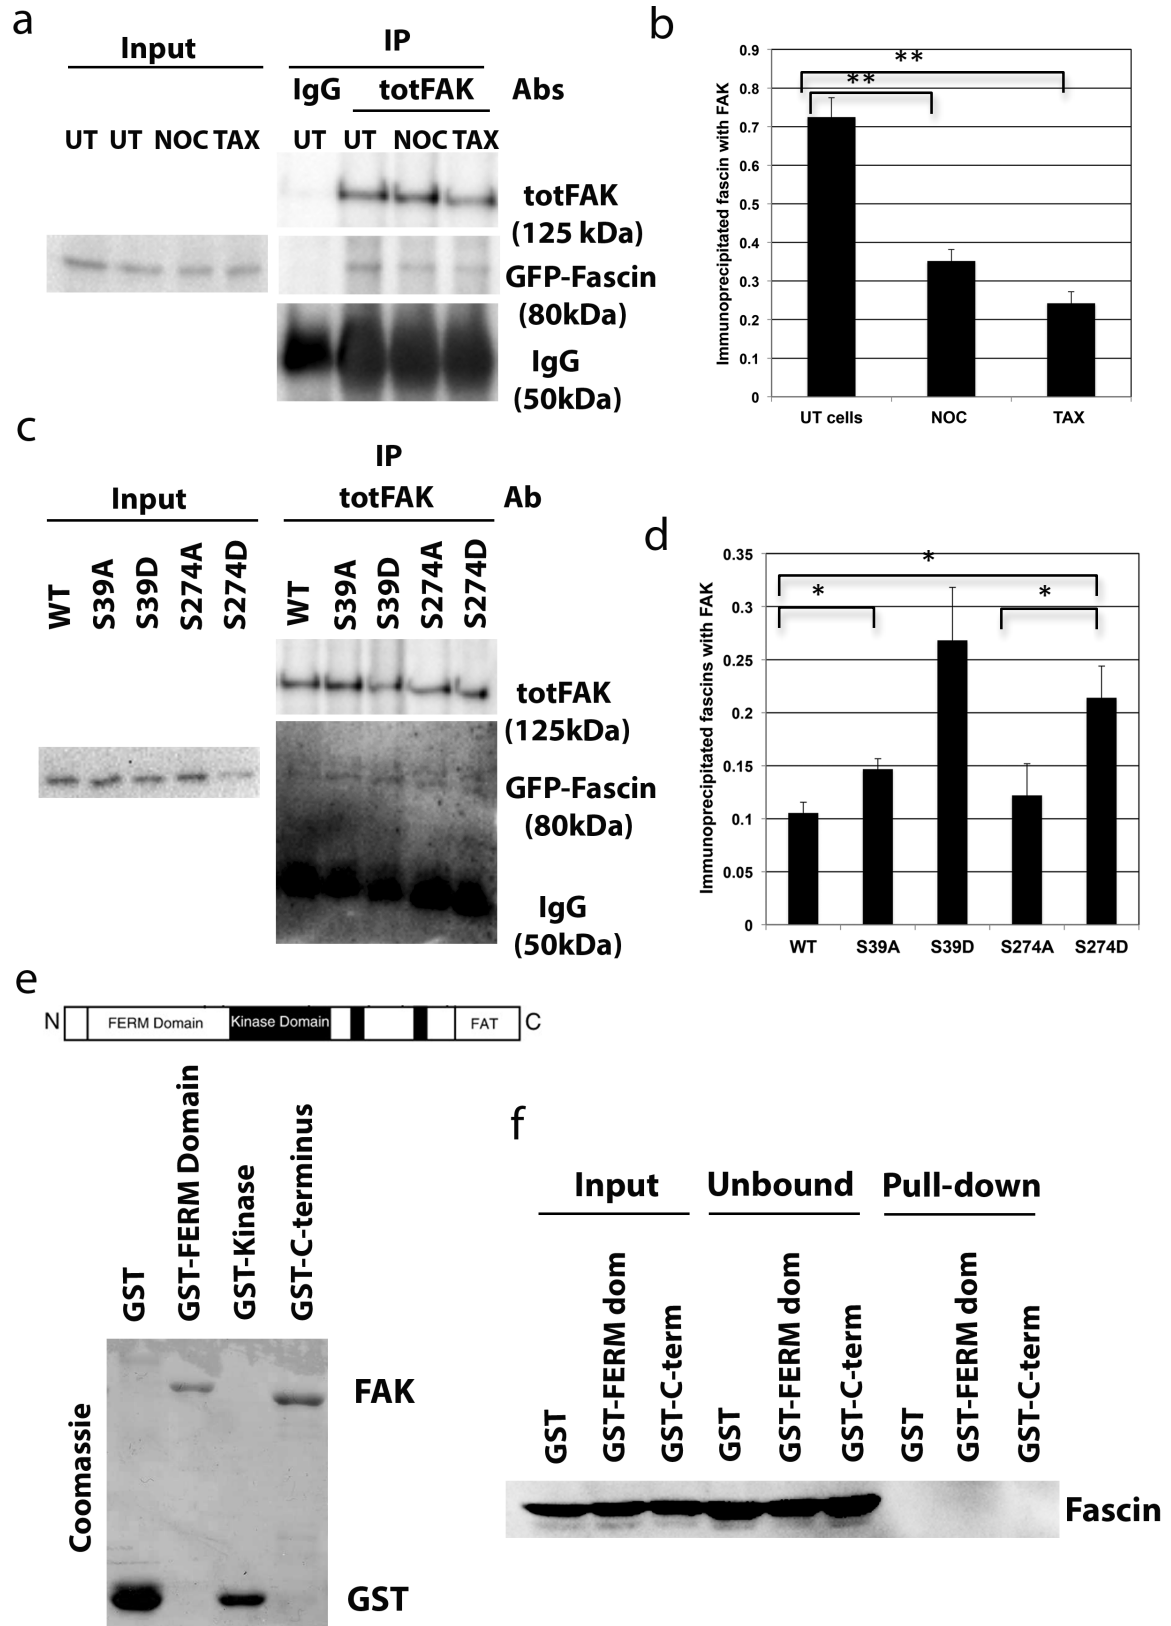 a
Input
IP
IgG
totFAK
Abs
UT UT NOC TAX
UT UT NOC TAX
totFAK
(125 kDa)
GFP-Fascin
(80kDa)
IgG
(50kDa)
b
Immunoprecipitated fascin with FAK
0.9
0.8
0.7
0.6
0.5
0.4
0.3
0.2
0.1
0
**
**
UT cells
NOC
TAX
c
IP
Input
totFAK
Ab
WT
S39A
S39D
S274A
S274D
WT
S39A
S39D
S274A
S274D
totFAK
(125kDa)
GFP-Fascin
(80kDa)
IgG
(50kDa)
d
Immunoprecipitated fascins with FAK
0.35
0.3
0.25
0.2
0.15
0.1
0.05
0
*
*
*
WT
S39A
S39D
S274A
S274D
e
N
FERM Domain
Kinase Domain
FAT
C
GST
GST-FERM Domain
GST-Kinase
GST-C-terminus
Coomassie
FAK
GST
f
Input
Unbound
Pull-down
GST
GST-FERM dom
GST-C-term
GST
GST-FERM dom
GST-C-term
GST
GST-FERM dom
GST-C-term
Fascin